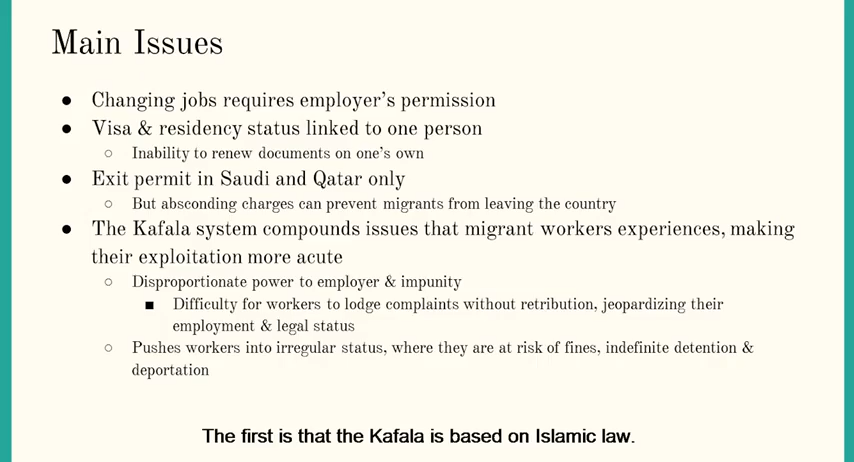 Main Issues
● Changing jobs requires employer's permission
● Visa & residency status linked to one person
○ Inability to renew documents on one's own
● Exit permit in Saudi and Qatar only
○ But absconding charges can prevent migrants from leaving the country
● The Kafala system compounds issues that migrant workers experiences, making
their exploitation more acute
○ Disproportionate power to employer & impunity
■ Difficulty for workers to lodge complaints without retribution, jeopardizing their
employment & legal status
○ Pushes workers into irregular status, where they are at risk of fines, indefinite detention &
deportation
The first is that the Kafala is based on Islamic law.